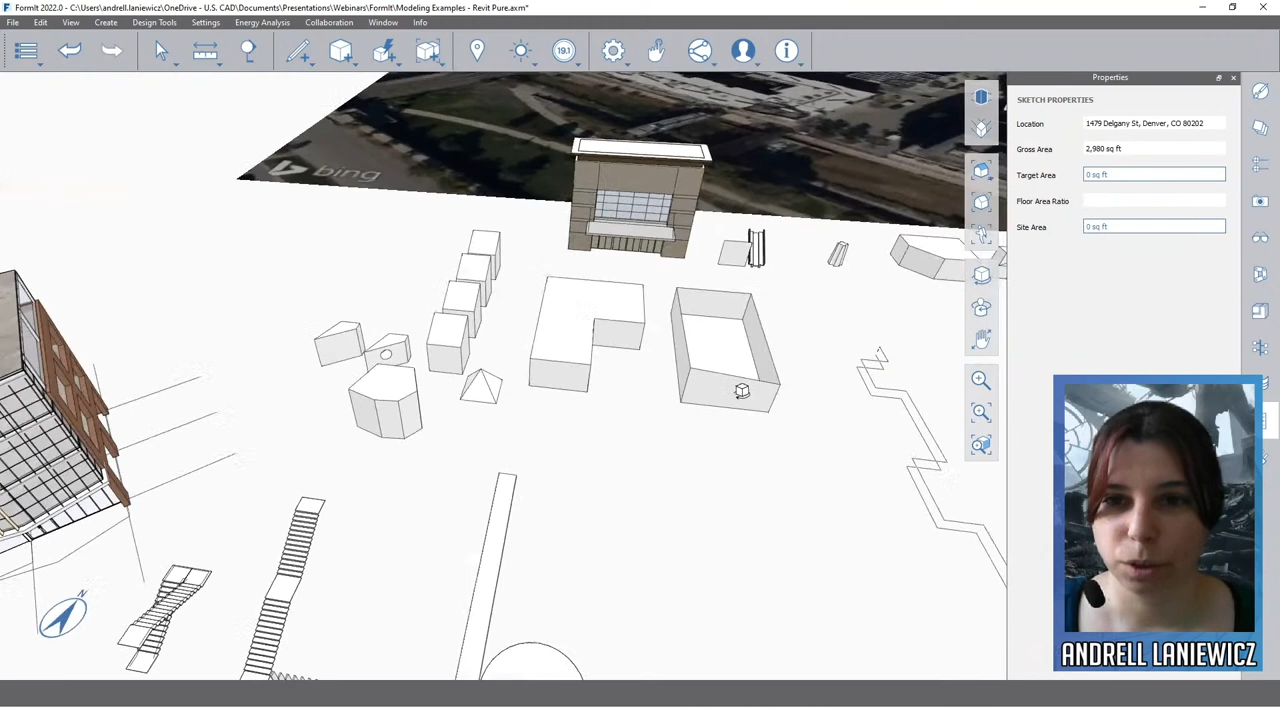 FormIt 2022.0 - C:\Users\andrell.laniewicz\OneDrive - U.S. CAD\Documents\Presentations\Webinars\FormIt\Modeling Examples - Revit Pure.axm*
File Edit View Create Design Tools Settings Energy Analysis Collaboration Window Info
19.1
Properties
SKETCH PROPERTIES
Location 1479 Delgany St, Denver, CO 80202
Gross Area 2,980 sq ft
Target Area 0 sq ft
Floor Area Ratio
Site Area 0 sq ft
bing
N
ANDRELL LANIEWICZ